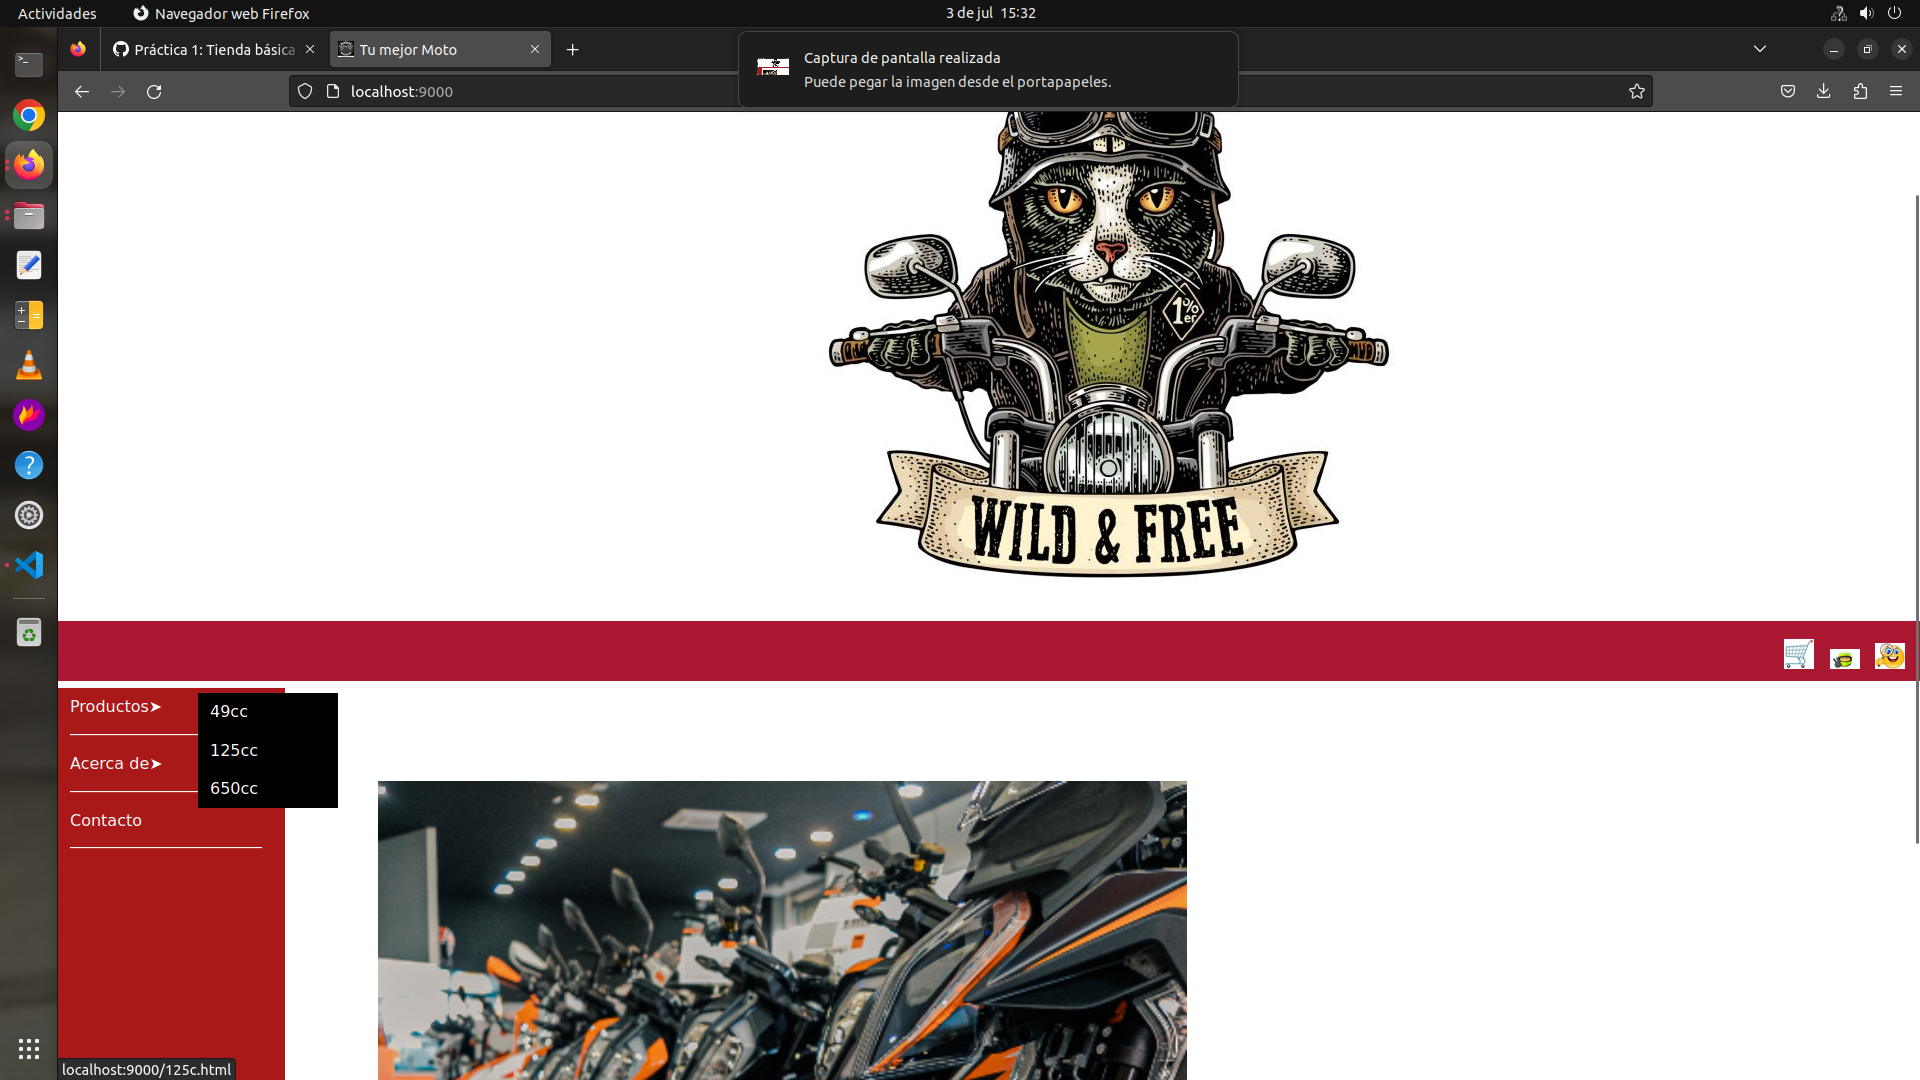 Actividades
Navegador web Firefox
3 de jul 15:32
Práctica 1: Tienda básica
Tu mejor Moto
Captura de pantalla realizada
Puede pegar la imagen desde el portapapeles.
localhost:9000
1%
er
WILD & FREE
Productos➤
49cc
125cc
Acerca de➤
650cc
Contacto
localhost:9000/125c.html